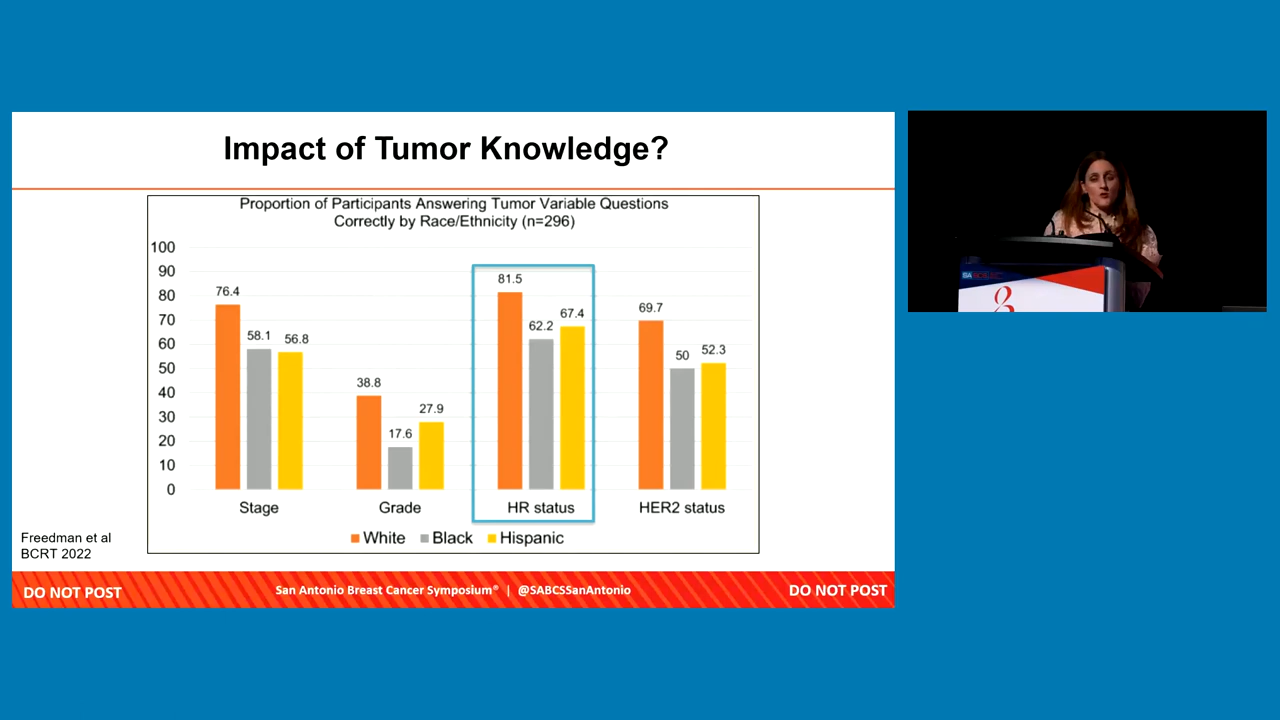 Impact of Tumor Knowledge?
Proportion of Participants Answering Tumor Variable Questions
Correctly by Race/Ethnicity (n=296)
100
90
80
70
60
50
40
30
20
10
0
76.4
58.1
56.8
38.8
17.6
27.9
81.5
62.2
67.4
69.7
50
52.3
Stage
Grade
HR status
HER2 status
White
Black
Hispanic
Freedman et al
BCRT 2022
DO NOT POST
San Antonio Breast Cancer Symposium® | @SABCSSanAntonio
DO NOT POST